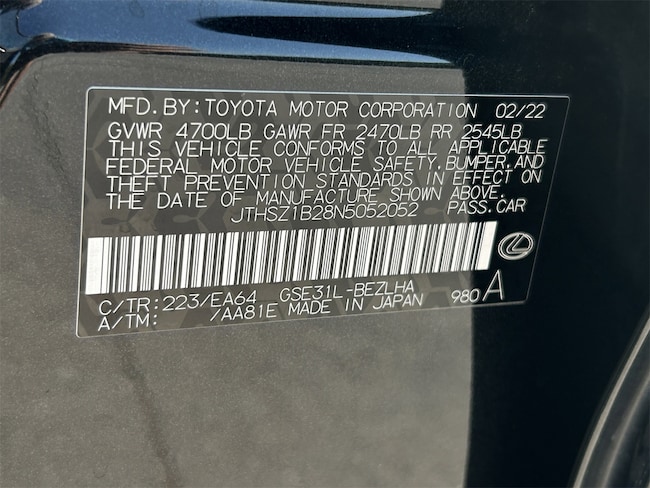 MFD. BY: TOYOTA MOTOR CORPORATION 02/22
GVWR 4700LB GAWR FR 2470LB RR 2545LB
THIS VEHICLE CONFORMS TO ALL APPLICABLE
FEDERAL MOTOR VEHICLE SAFETY, BUMPER, AND
THEFT PREVENTION STANDARDS IN EFFECT ON
THE DATE OF MANUFACTURE SHOWN ABOVE.
JTHSZ1B28N5052052 PASS. CAR
C/TR: 223/EA64 GSE31L-BEZLHA
A/TM: /AA81E MADE IN JAPAN 980 A